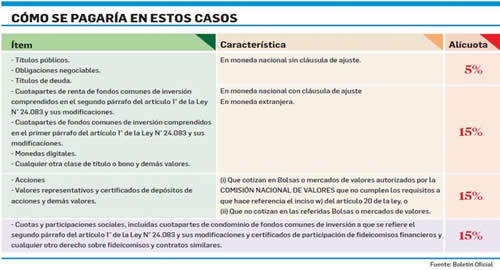 CÓMO SE PAGARÍA EN ESTOS CASOS
Ítem
Característica
Alícuota
- Títulos públicos.
- Obligaciones negociables.
- Títulos de deuda.
- Cuotapartes de renta de fondos comunes de inversión
comprendidos en el segundo párrafo del artículo 1° de la Ley
N° 24.083 y sus modificaciones.
- Cuotapartes de fondos comunes de inversión comprendidos
en el primer párrafo del artículo 1° de la Ley N° 24.083 y sus
modificaciones.
- Monedas digitales.
- Cualquier otra clase de título o bono y demás valores.
En moneda nacional sin cláusula de ajuste.
5%
En moneda nacional con cláusula de ajuste
En moneda extranjera.
15%
- Acciones
- Valores representativos y certificados de depósitos de
acciones y demás valores.
(i) Que cotizan en Bolsas o mercados de valores autorizados por la
COMISIÓN NACIONAL DE VALORES que no cumplen los requisitos a
que hace referencia el inciso w) del artículo 20 de la ley, o
(ii) Que no cotizan en las referidas Bolsas o mercados de valores.
15%
- Cuotas y participaciones sociales, incluidas cuotapartes de condominio de fondos comunes de inversión a que se refiere el
segundo párrafo del artículo 1° de la Ley N° 24.083 y sus modificaciones y certificados de participación de fideicomisos financieros y
cualquier otro derecho sobre fideicomisos y contratos similares.
15%
Fuente: Boletín Oficial